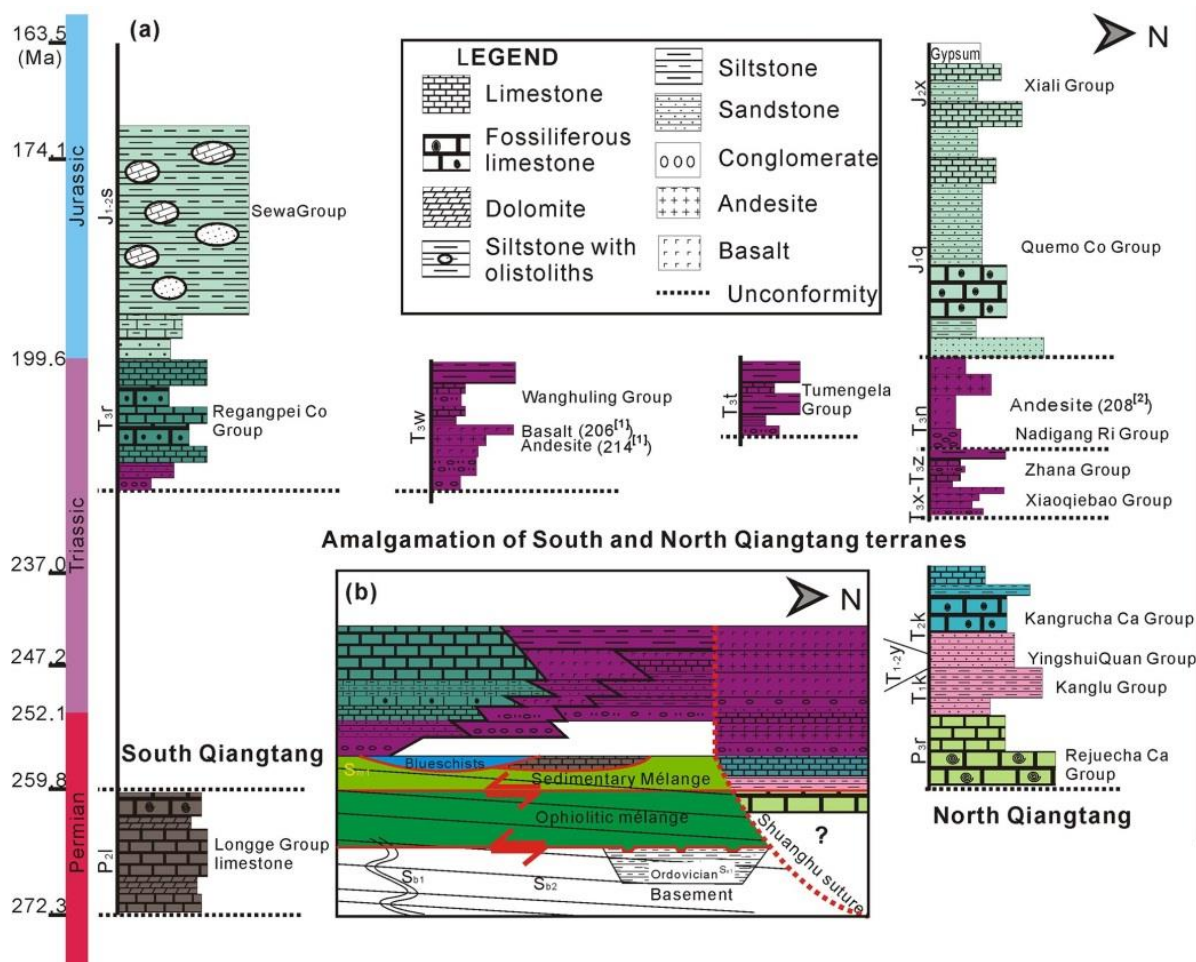 163.5
(Ma)
174.1
199.6
237.0
247.2
252.1
259.8
272.3
Jurassic
Triassic
Permian
(a)
J1-2s
SewaGroup
T3r
Regangpei Co
Group
South Qiangtang
P2l
Longge Group
limestone
LEGEND
Limestone
Fossiliferous
limestone
Dolomite
Siltstone with
olistoliths
Siltstone
Sandstone
Conglomerate
Andesite
Basalt
Unconformity
T3w
Wanghuling Group
Basalt (206[1])
Andesite (214[1])
T3t
Tumengela
Group
N
Gypsum
J2x
Xiali Group
J1q
Quemo Co Group
T3n
Andesite (208[2])
Nadigang Ri Group
T3x-T3z
Zhana Group
Xiaoqiebao Group
Amalgamation of South and North Qiangtang terranes
T2k
Kangrucha Ca Group
T1-2y
YingshuiQuan Group
T1k
Kanglu Group
P3r
Rejuecha Ca
Group
North Qiangtang
(b)
N
Blueschists
Sm1
Sedimentary Mélange
Ophiolitic mélange
Sb1
Sb2
Ordovician
Basement
?
Shuanghu suture